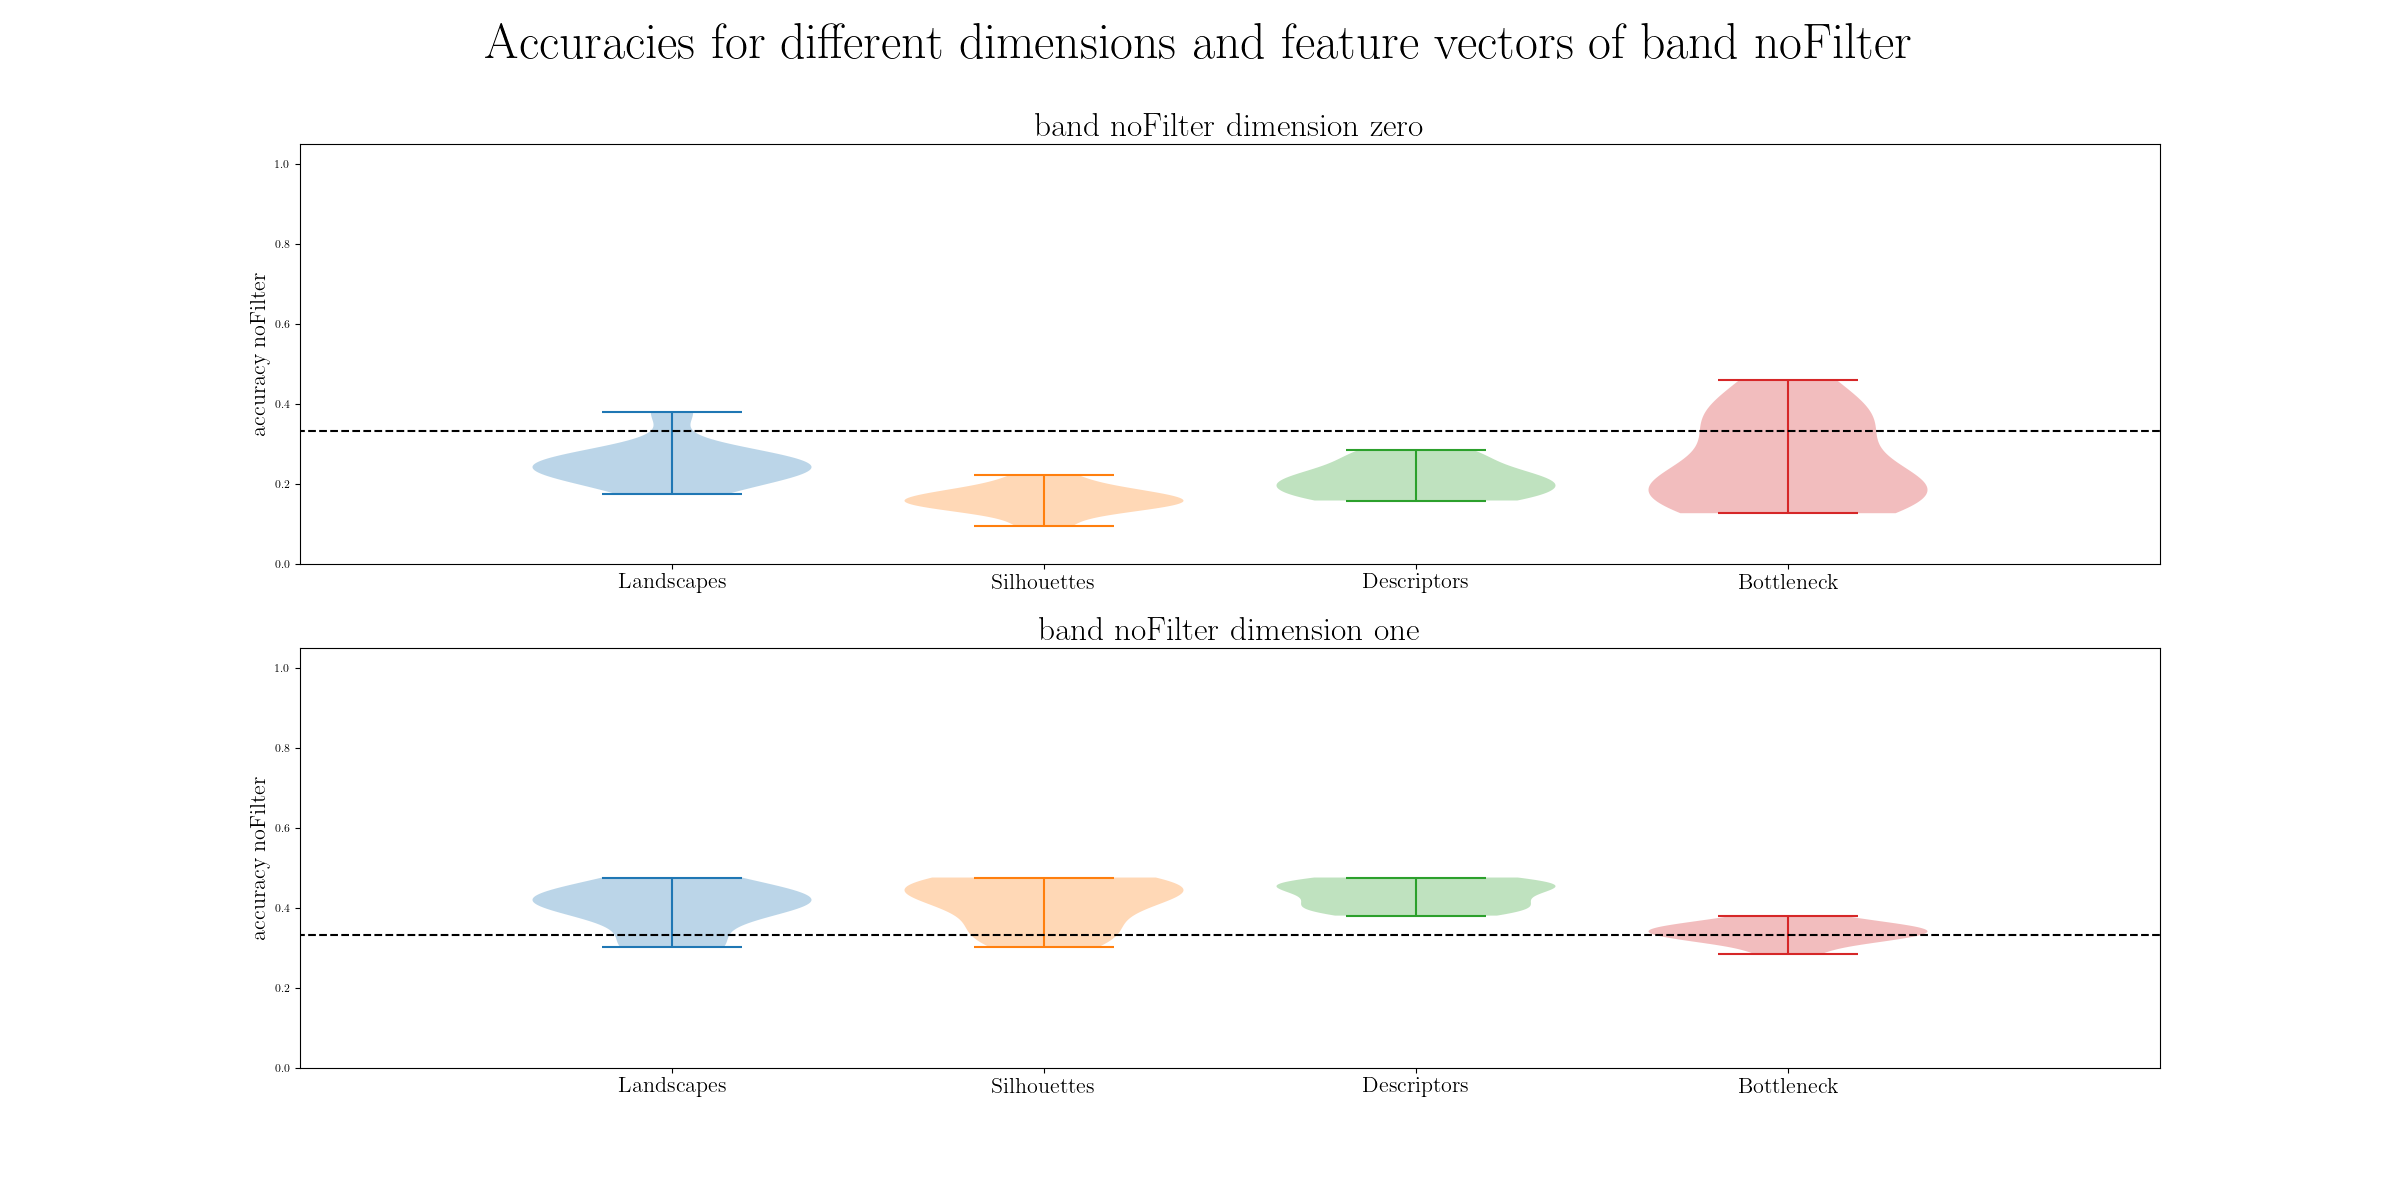 Accuracies for different dimensions and feature vectors of band noFilter
band noFilter dimension zero
accuracy noFilter
1.0
0.8
0.6
0.4
0.2
0.0
Landscapes
Silhouettes
Descriptors
Bottleneck
band noFilter dimension one
accuracy noFilter
1.0
0.8
0.6
0.4
0.2
0.0
Landscapes
Silhouettes
Descriptors
Bottleneck